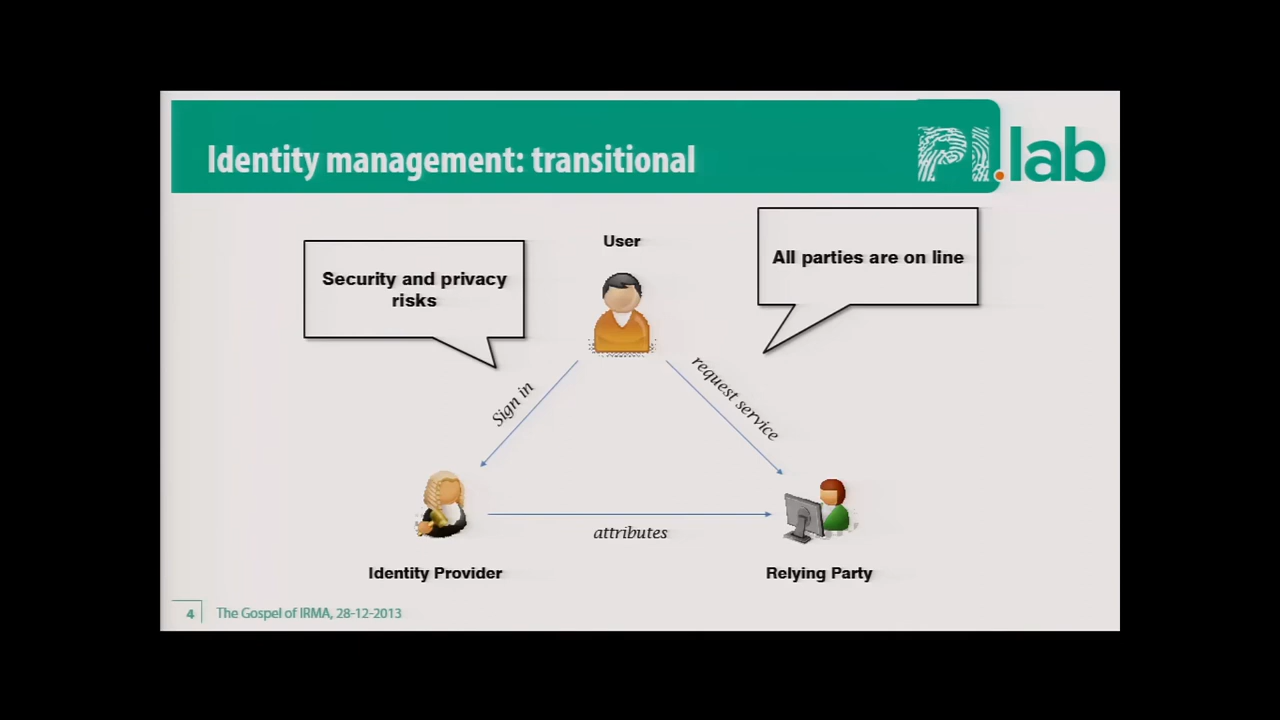 Identity management: transitional
PI.lab
User
Security and privacy
risks
All parties are on line
Sign in
request service
attributes
Identity Provider
Relying Party
4
The Gospel of IRMA, 28-12-2013